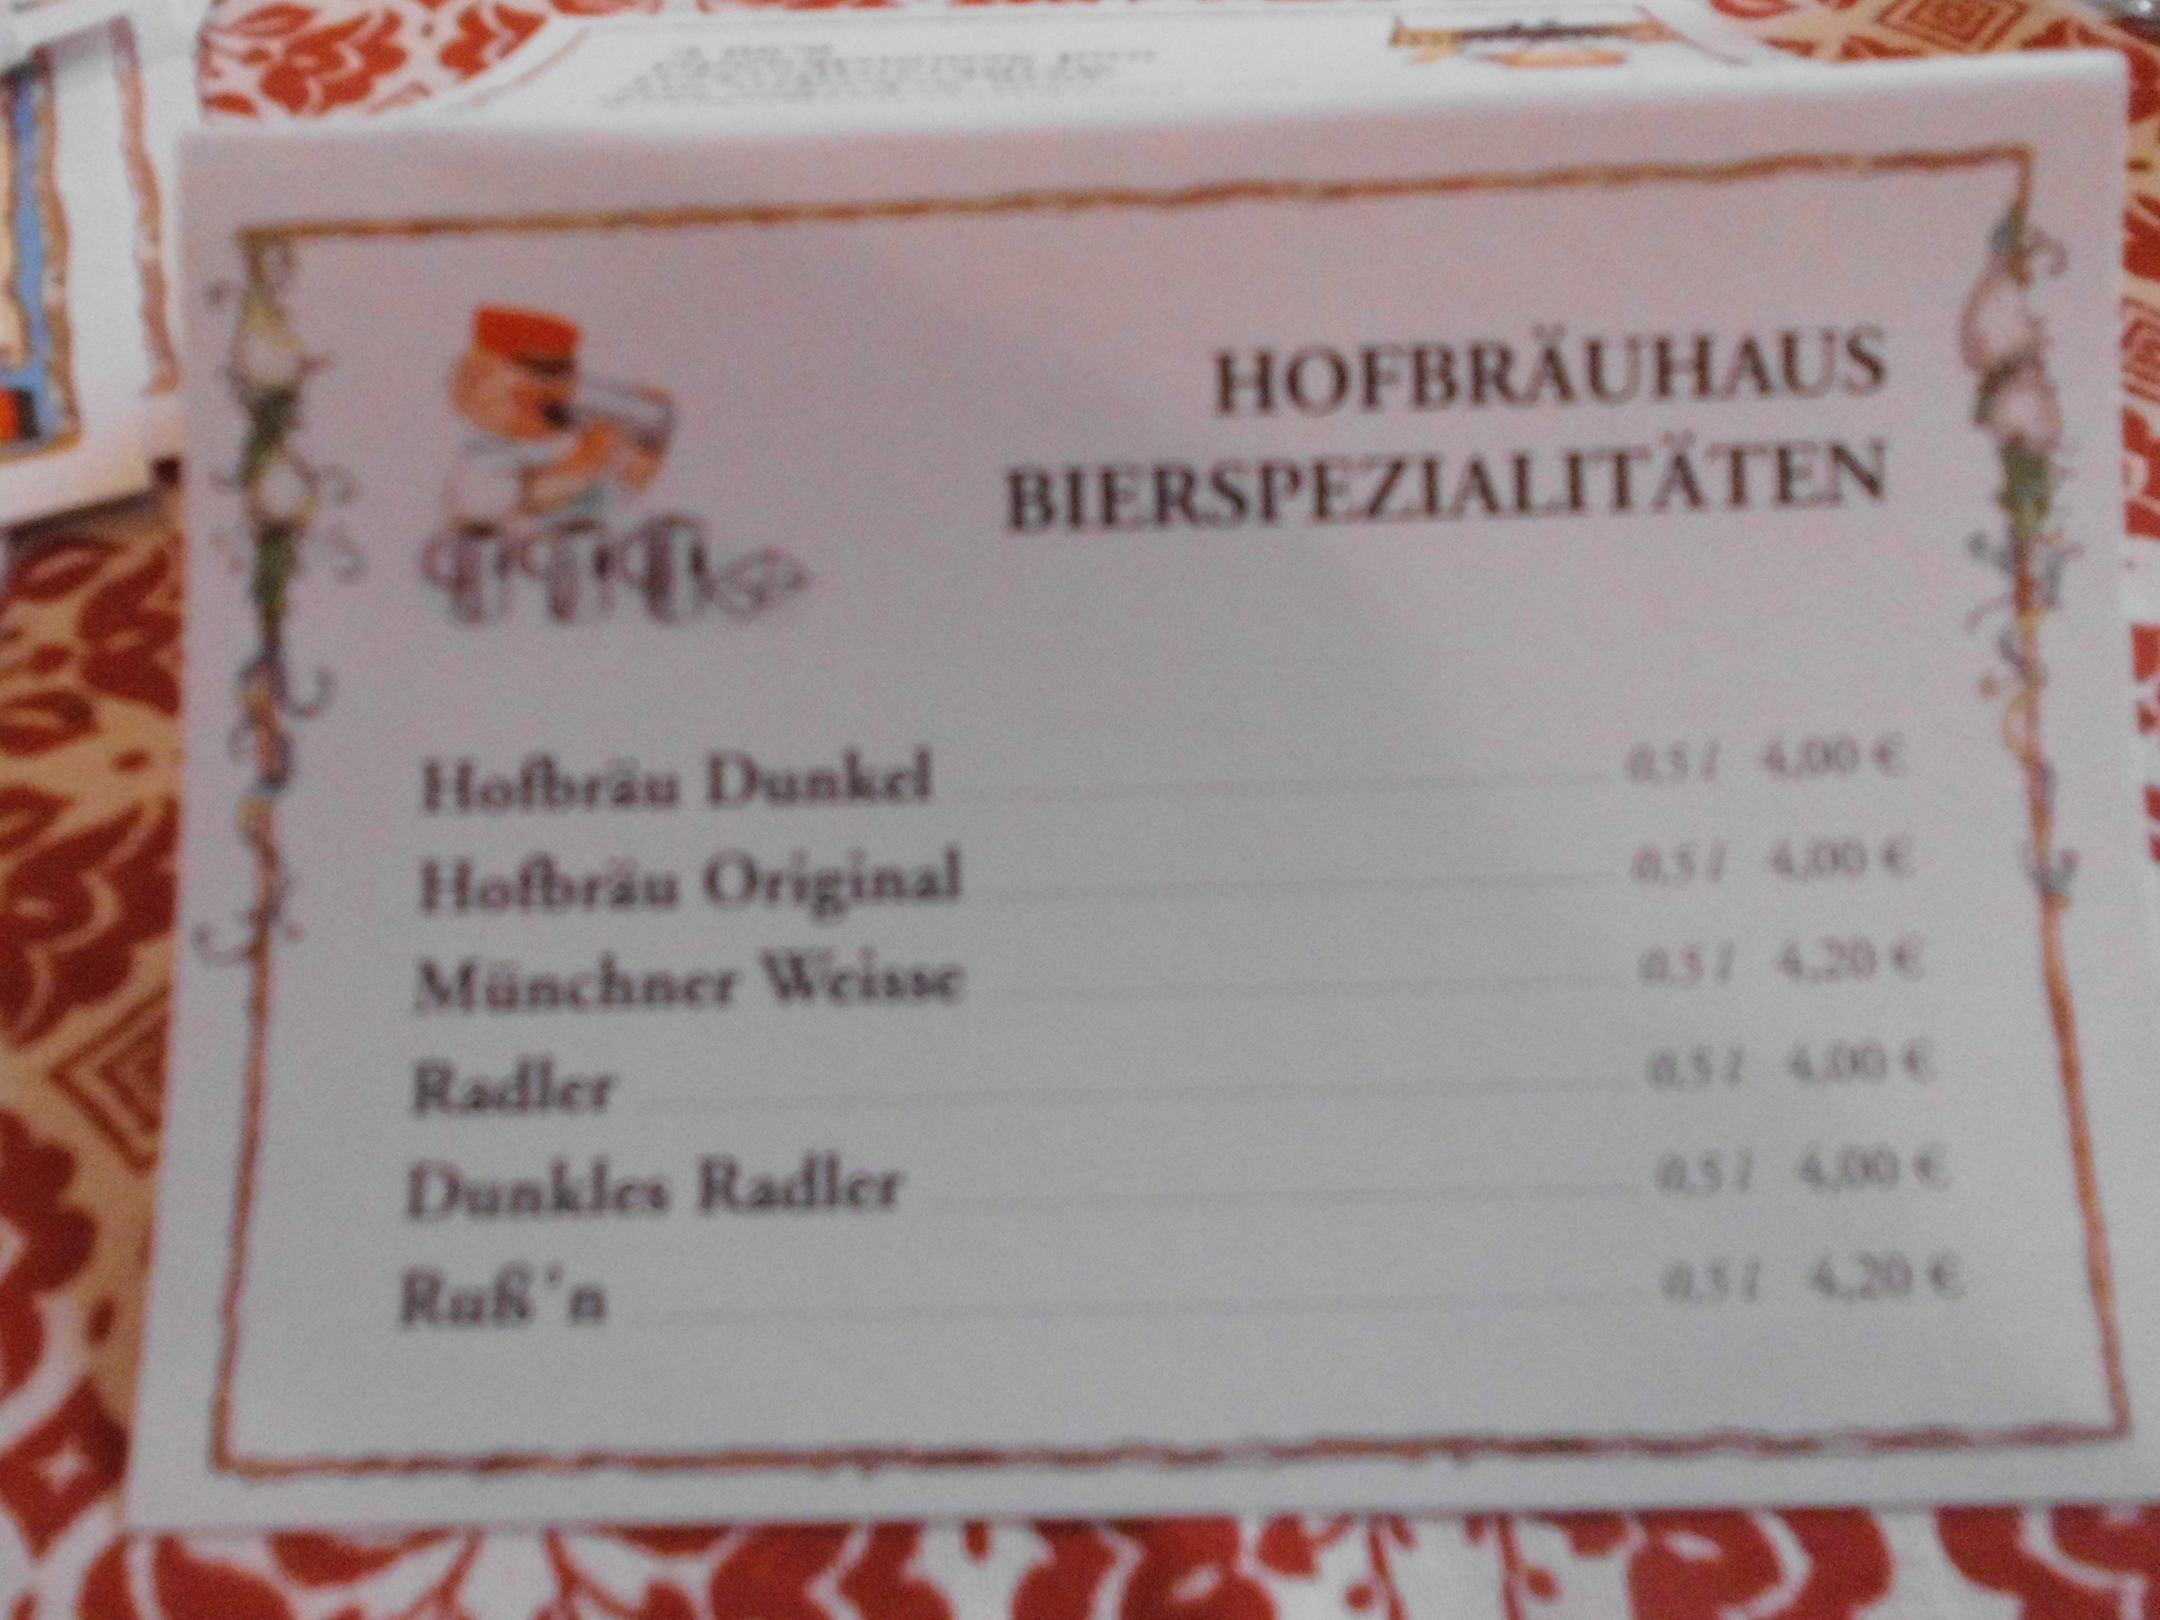 HOFBRÄUHAUS
BIERSPEZIALITÄTEN
Hofbräu Dunkel 0,5 l 4,00 €
Hofbräu Original 0,5 l 4,00 €
Münchner Weisse 0,5 l 4,20 €
Radler 0,5 l 4,00 €
Dunkles Radler 0,5 l 4,00 €
Ruß'n 0,5 l 4,20 €